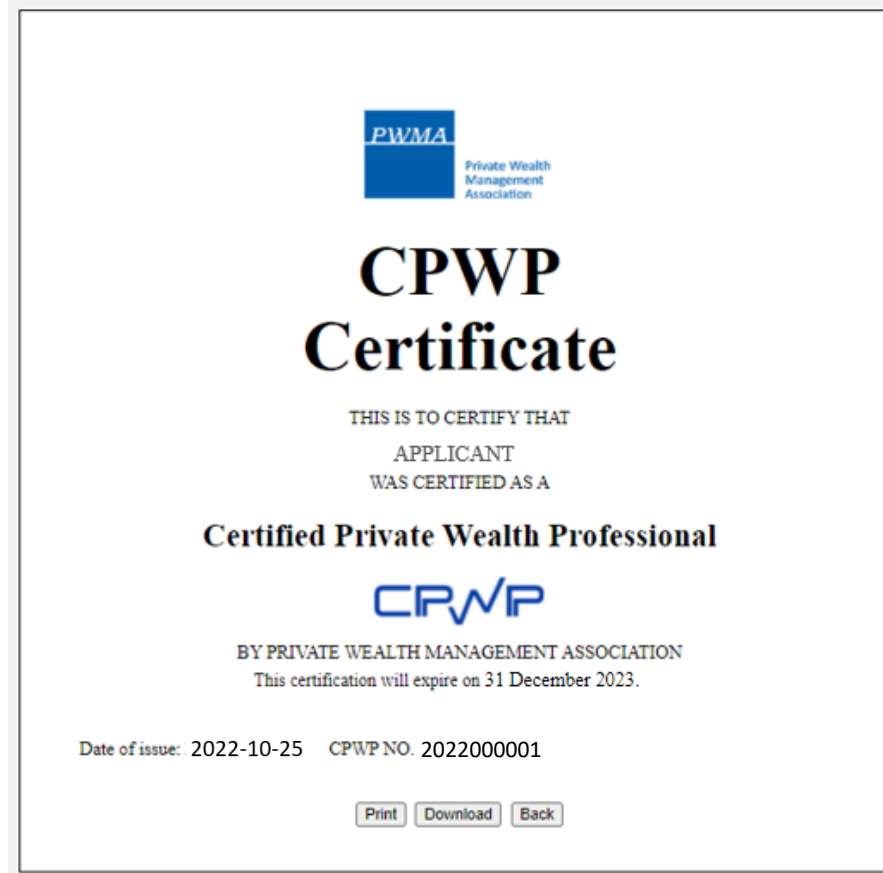 PWMA
Private Wealth
Management
Association
CPWP
Certificate
THIS IS TO CERTIFY THAT
APPLICANT
WAS CERTIFIED AS A
Certified Private Wealth Professional
CPWP
BY PRIVATE WEALTH MANAGEMENT ASSOCIATION
This certification will expire on 31 December 2023.
Date of issue: 2022-10-25 CPWP NO. 2022000001
Print Download Back